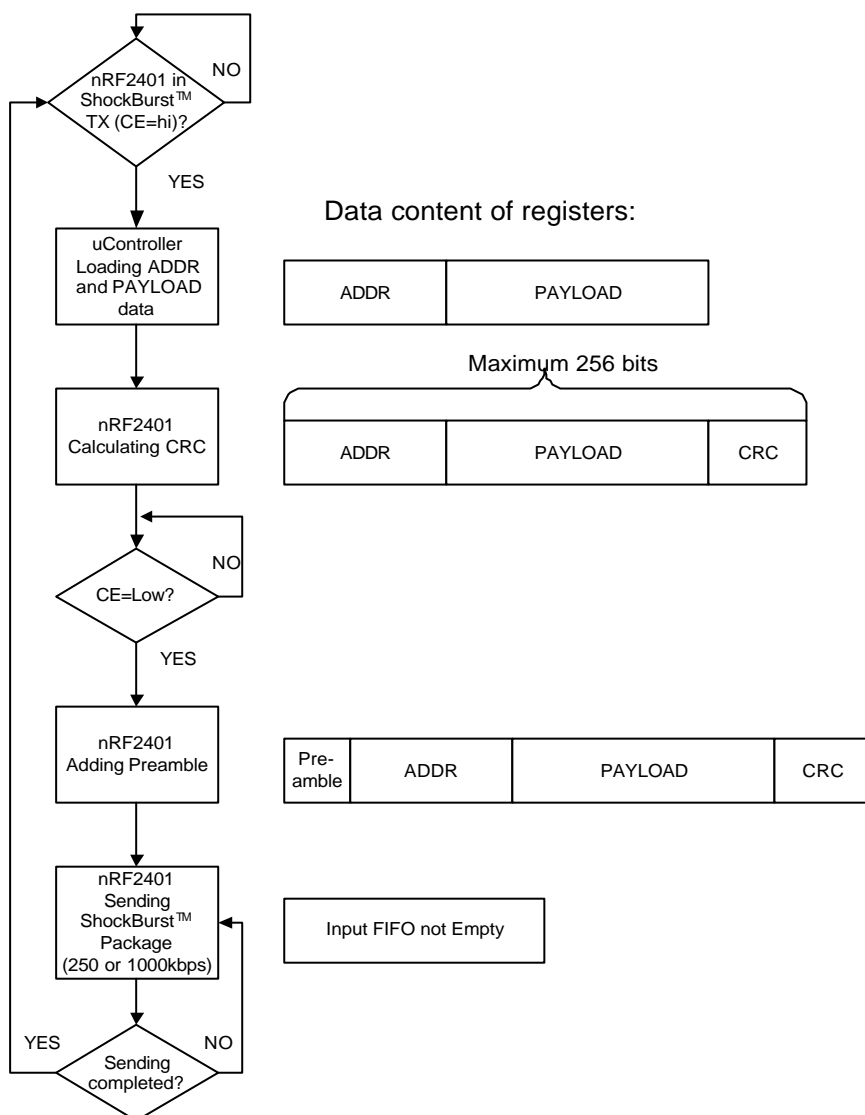 NO
nRF2401 in
ShockBurst™
TX (CE=hi)?
YES
Data content of registers:
uController
Loading ADDR
and PAYLOAD
data
ADDR
PAYLOAD
Maximum 256 bits
nRF2401
Calculating CRC
ADDR
PAYLOAD
CRC
NO
CE=Low?
YES
nRF2401
Adding Preamble
Pre-
amble
ADDR
PAYLOAD
CRC
nRF2401
Sending
ShockBurst™
Package
(250 or 1000kbps)
Input FIFO not Empty
YES
NO
Sending
completed?